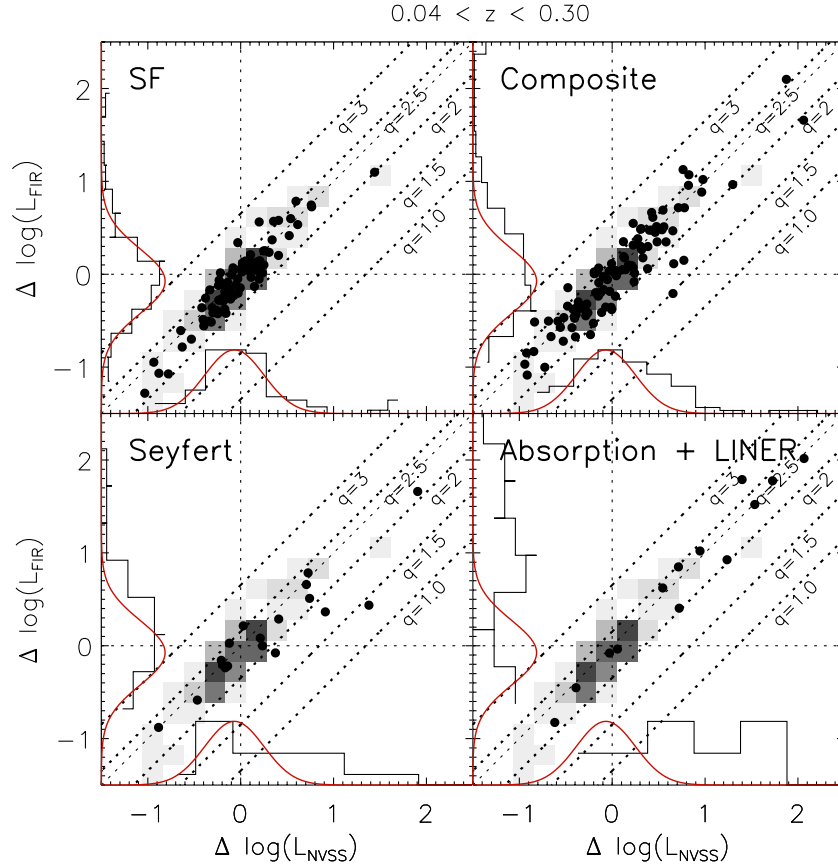 0.04 < z < 0.30
SF
Composite
q=3
q=2.5
q=2
q=1.5
q=1.0
q=3
q=2.5
q=2
q=1.5
q=1.0
2
1
0
−1
Δ log(L_FIR)
Seyfert
Absorption + LINER
q=3
q=2.5
q=2
q=1.5
q=1.0
q=3
q=2.5
q=2
q=1.5
q=1.0
2
1
0
−1
Δ log(L_FIR)
−1 0 1 2
−1 0 1 2
Δ log(L_NVSS)
Δ log(L_NVSS)